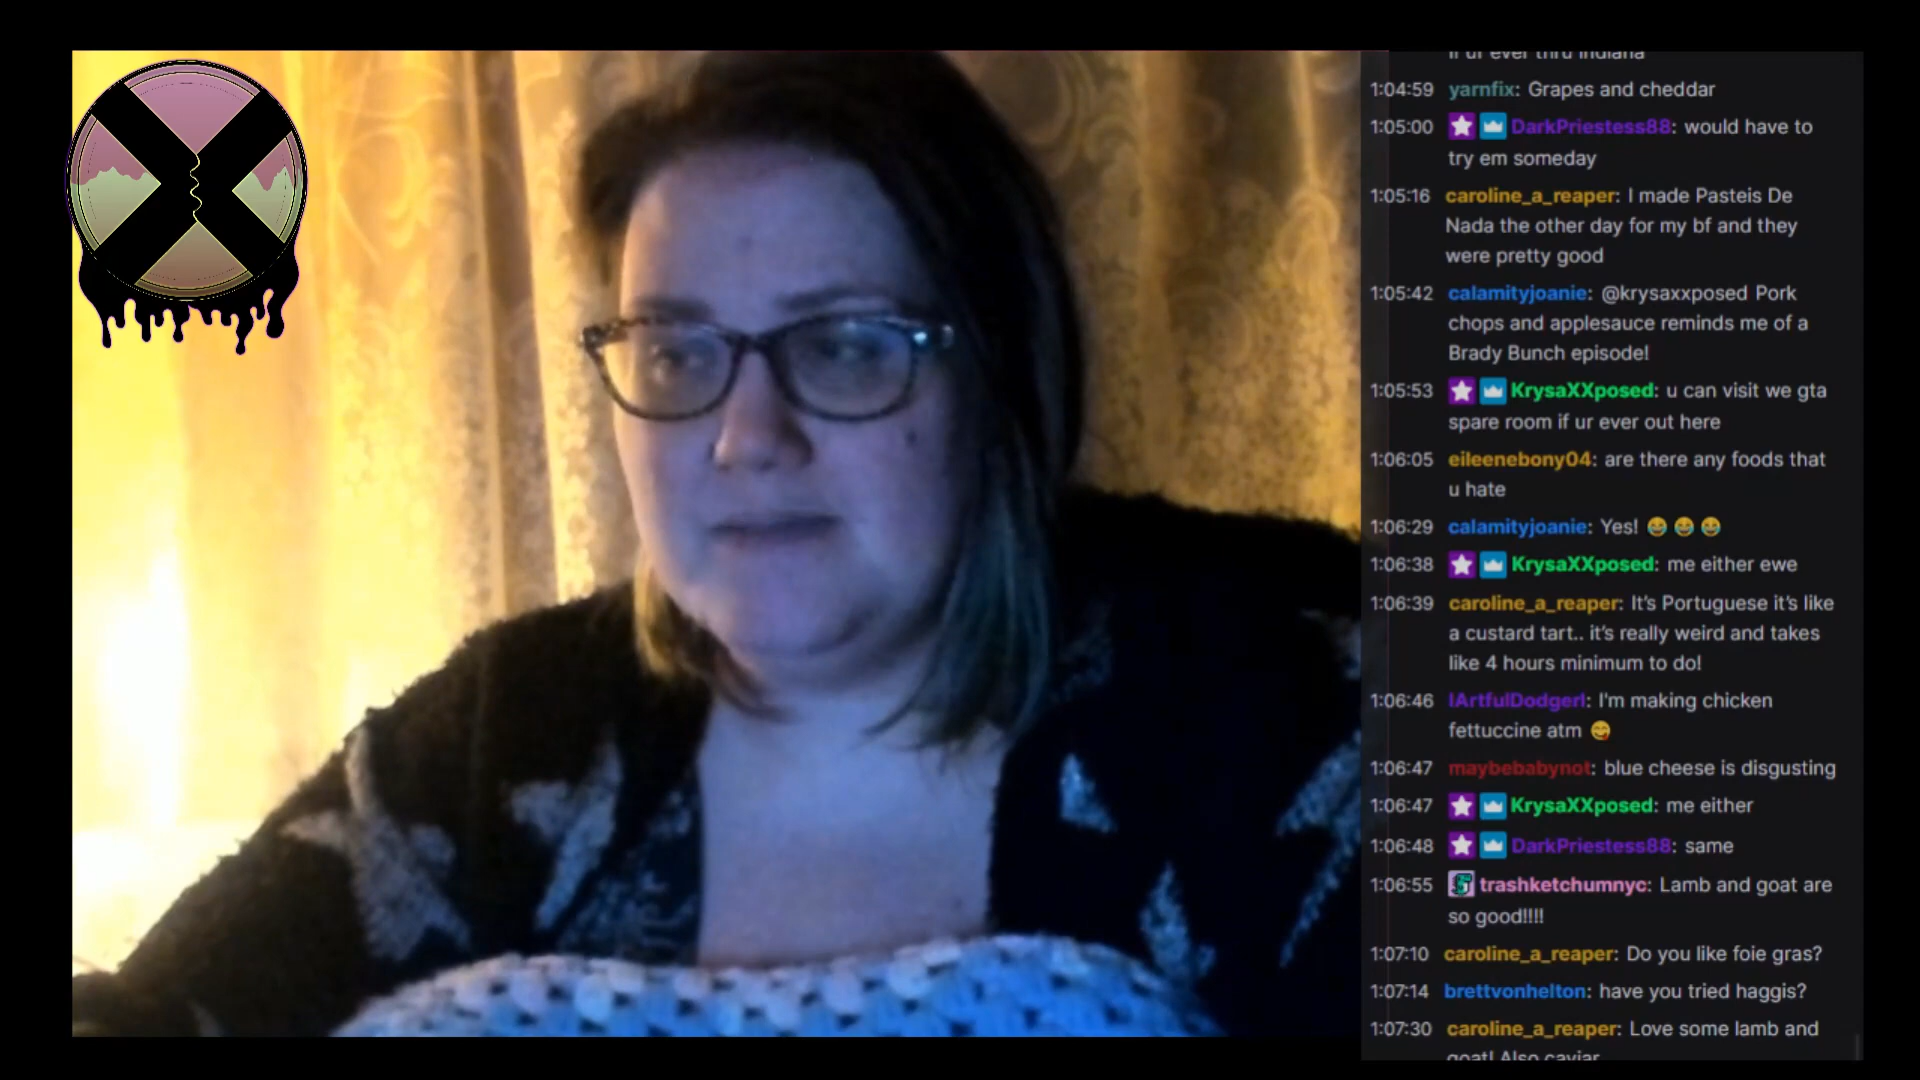 if ur ever thru indiana
1:04:59 yarnfix: Grapes and cheddar
1:05:00 DarkPriestess88: would have to
try em someday
1:05:16 caroline_a_reaper: I made Pasteis De
Nada the other day for my bf and they
were pretty good
1:05:42 calamityjoanie: @krysaxxposed Pork
chops and applesauce reminds me of a
Brady Bunch episode!
1:05:53 KrysaXXposed: u can visit we gta
spare room if ur ever out here
1:06:05 eileenebony04: are there any foods that
u hate
1:06:29 calamityjoanie: Yes! 😂 😂 😂
1:06:38 KrysaXXposed: me either ewe
1:06:39 caroline_a_reaper: It's Portuguese it's like
a custard tart.. it's really weird and takes
like 4 hours minimum to do!
1:06:46 lArtfulDodgerl: I'm making chicken
fettuccine atm 😋
1:06:47 maybebabynot: blue cheese is disgusting
1:06:47 KrysaXXposed: me either
1:06:48 DarkPriestess88: same
1:06:55 trashketchumnyc: Lamb and goat are
so good!!!!
1:07:10 caroline_a_reaper: Do you like foie gras?
1:07:14 brettvonhelton: have you tried haggis?
1:07:30 caroline_a_reaper: Love some lamb and
goat! Also caviar